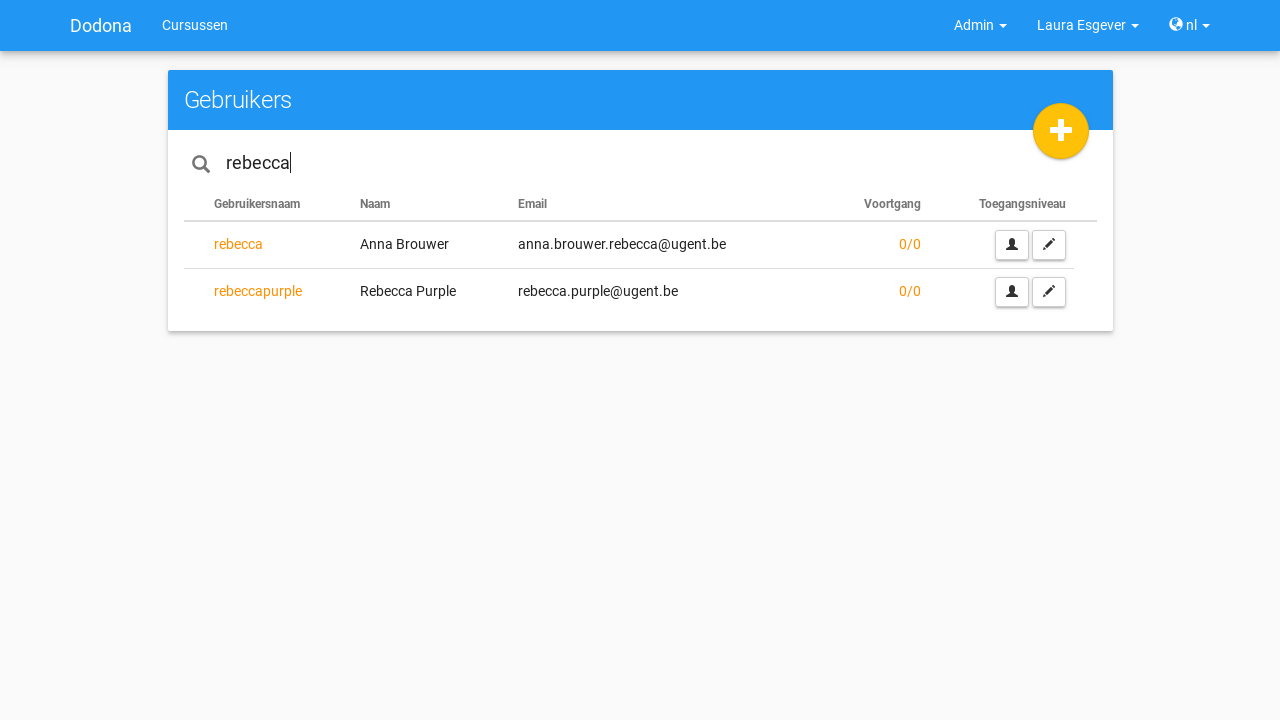 Dodona Cursussen Admin Laura Esgever nl
Gebruikers
rebecca
Gebruikersnaam Naam Email Voortgang Toegangsniveau
rebecca Anna Brouwer anna.brouwer.rebecca@ugent.be 0/0
rebeccapurple Rebecca Purple rebecca.purple@ugent.be 0/0